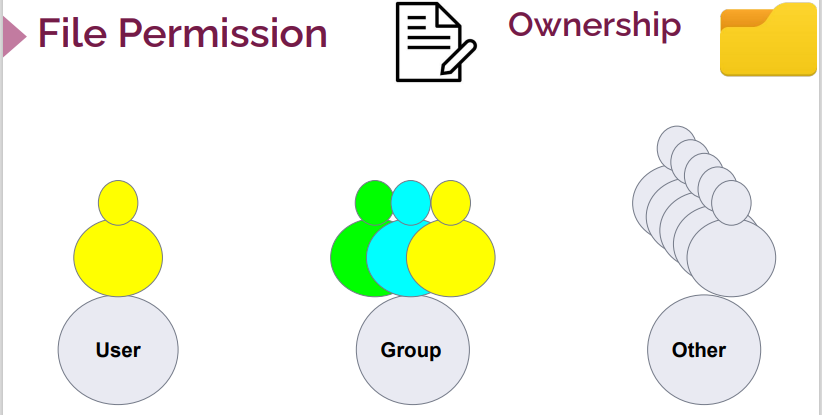 File Permission
Ownership
User
Group
Other